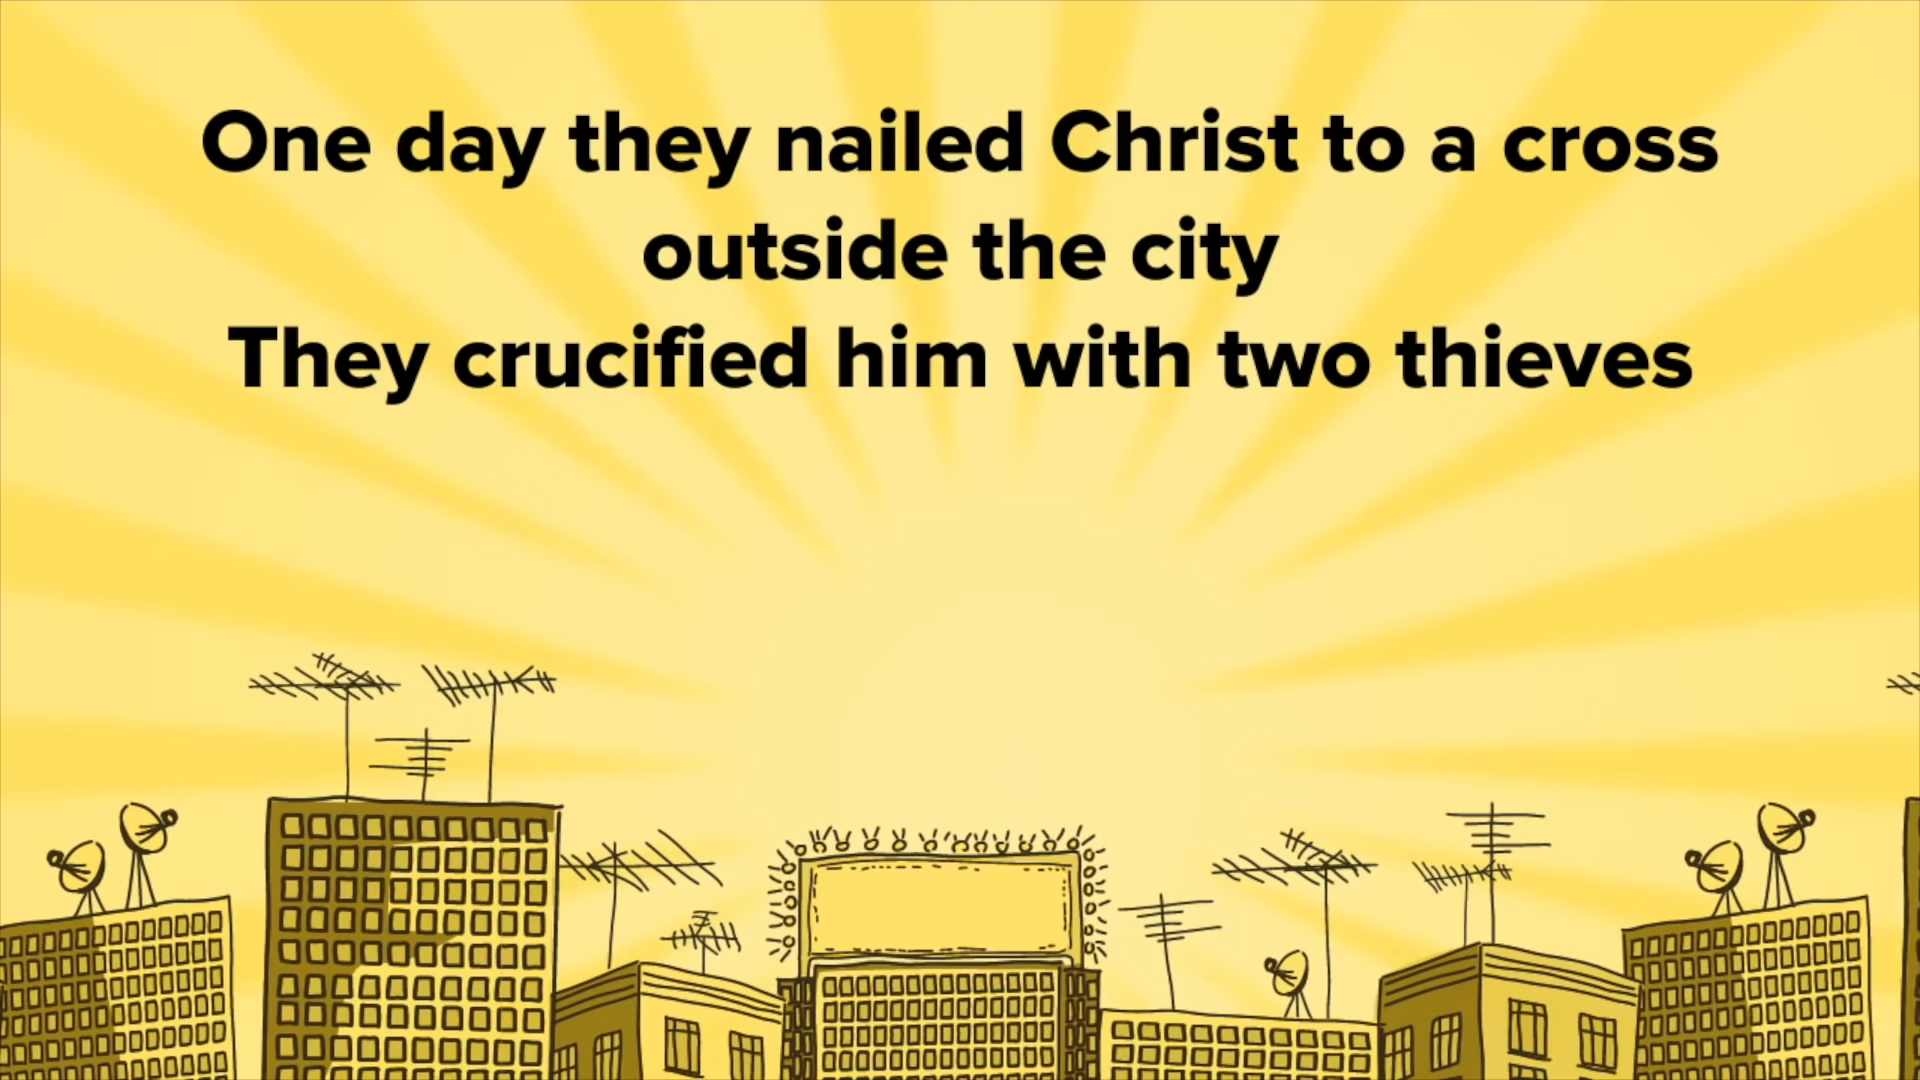 One day they nailed Christ to a cross
outside the city
They crucified him with two thieves